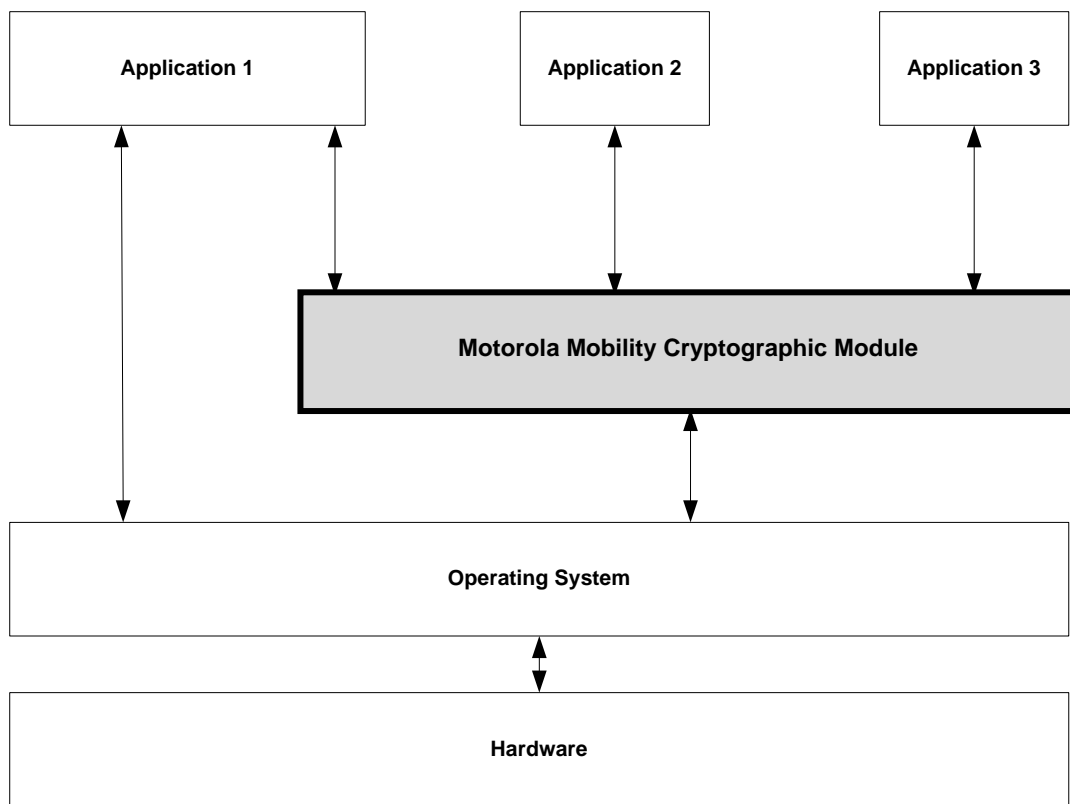 Application 1
Application 2
Application 3
Motorola Mobility Cryptographic Module
Operating System
Hardware